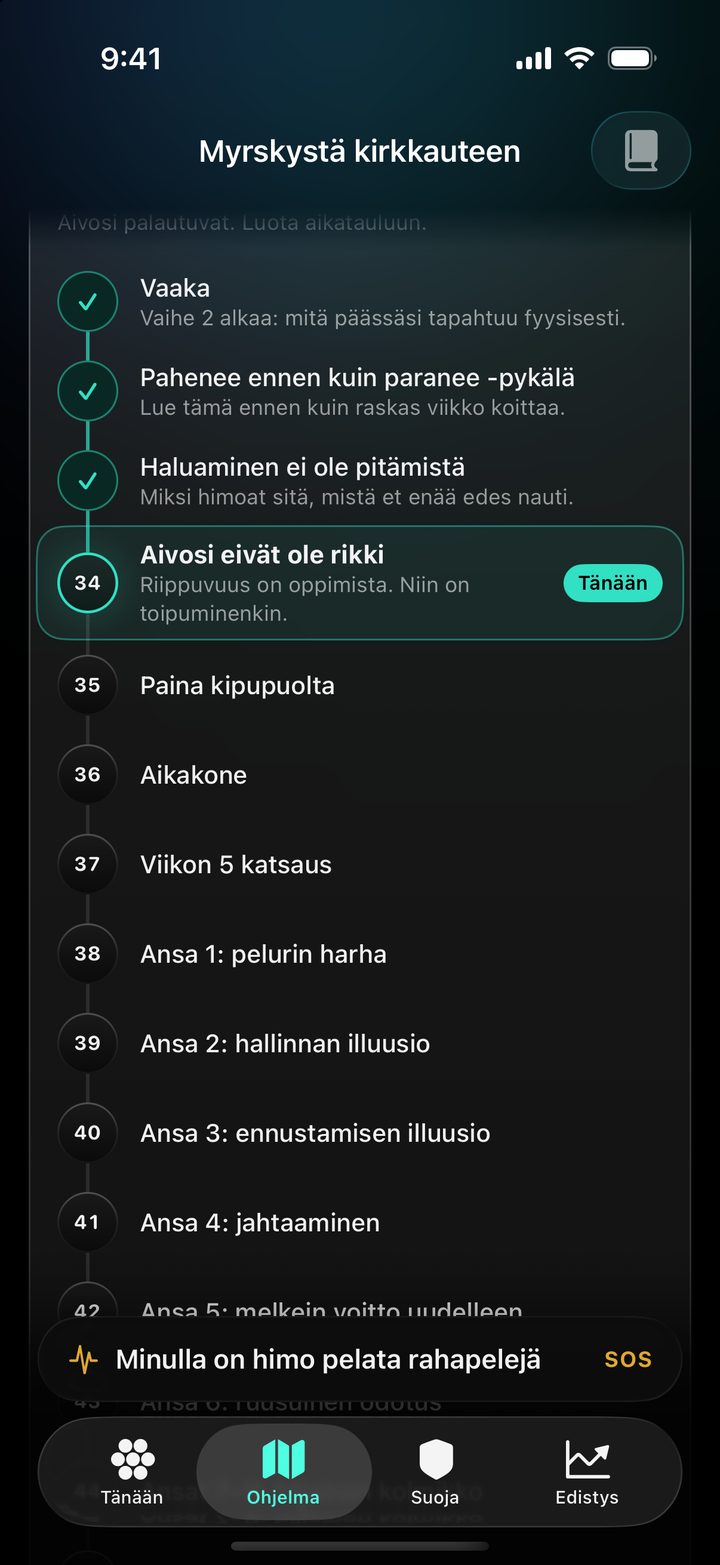 9:41
Myrskystä kirkkauteen
Aivosi palautuvat. Luota aikatauluun.
Vaaka
Vaihe 2 alkaa: mitä päässäsi tapahtuu fyysisesti.
Pahenee ennen kuin paranee -pykälä
Lue tämä ennen kuin raskas viikko koittaa.
Haluaminen ei ole pitämistä
Miksi himoat sitä, mistä et enää edes nauti.
34
Aivosi eivät ole rikki
Riippuvuus on oppimista. Niin on
toipuminenkin.
Tänään
35 Paina kipupuolta
36 Aikakone
37 Viikon 5 katsaus
38 Ansa 1: pelurin harha
39 Ansa 2: hallinnan illuusio
40 Ansa 3: ennustamisen illuusio
41 Ansa 4: jahtaaminen
42 Ansa 5: melkein voitto uudelleen
Minulla on himo pelata rahapelejä SOS
43 Ansa 6: ruusuinen odotus
Tänään Ohjelma Suoja Edistys